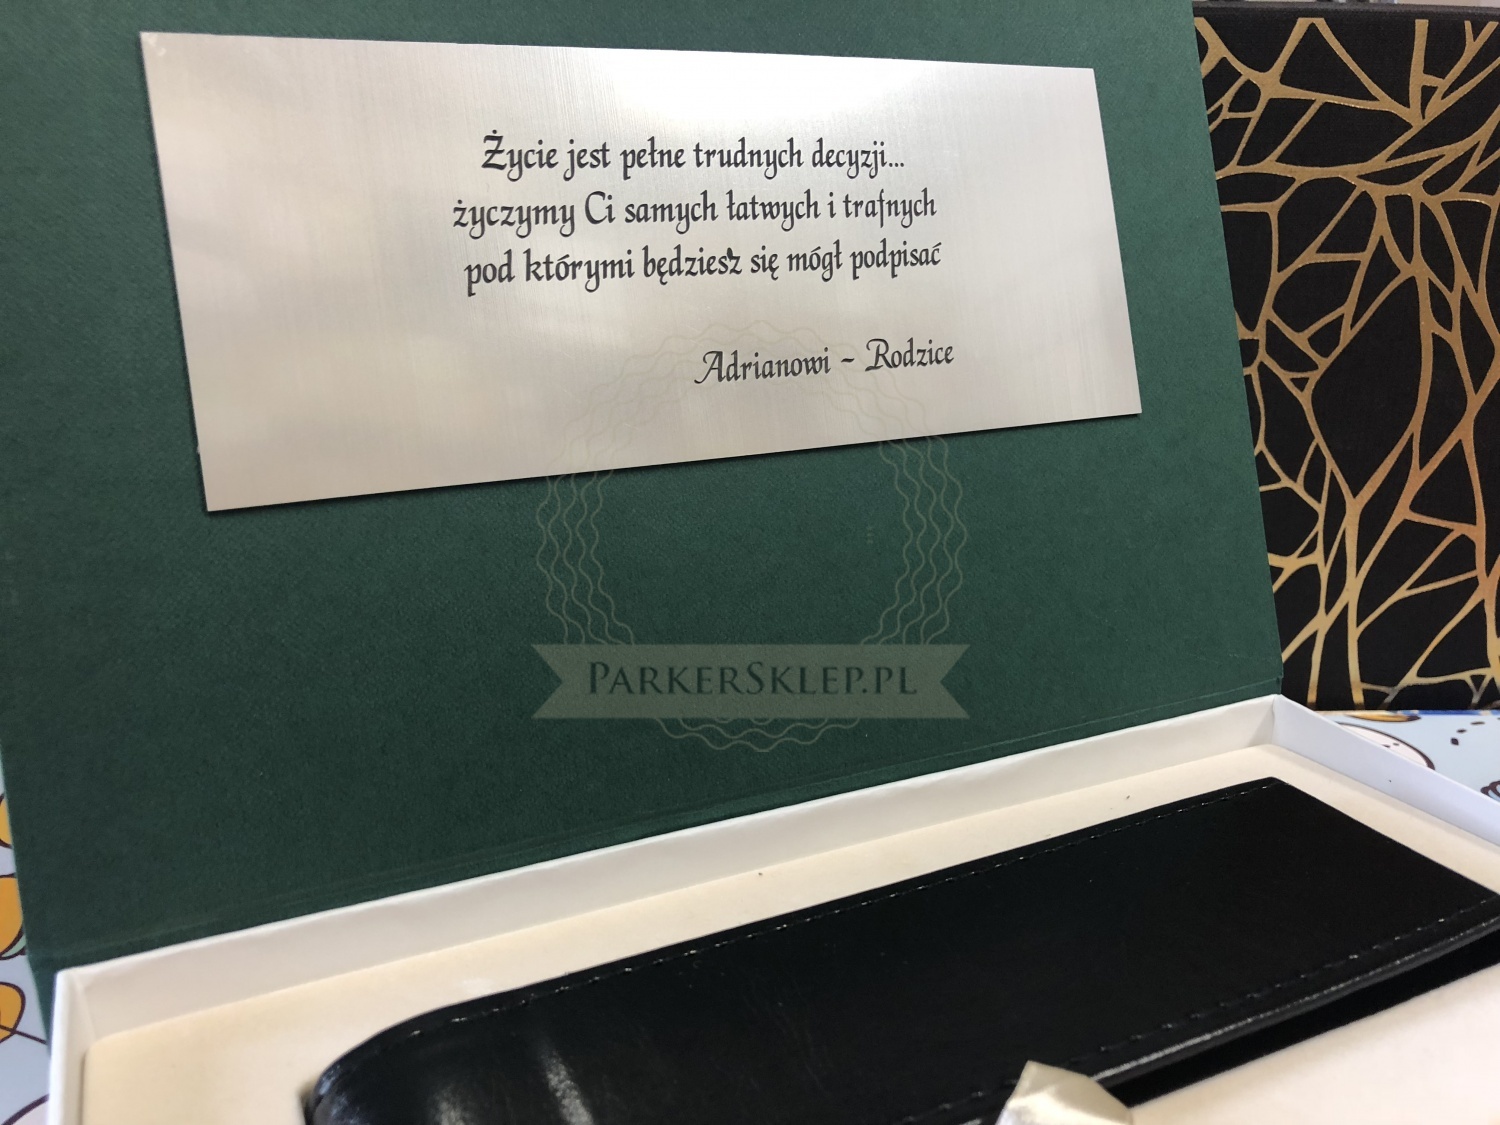 Życie jest pełne trudnych decyzji...
życzymy Ci samych łatwych i trafnych
pod którymi będziesz się mógł podpisać
Adrianowi - Rodzice
PARKERSKLEP.PL